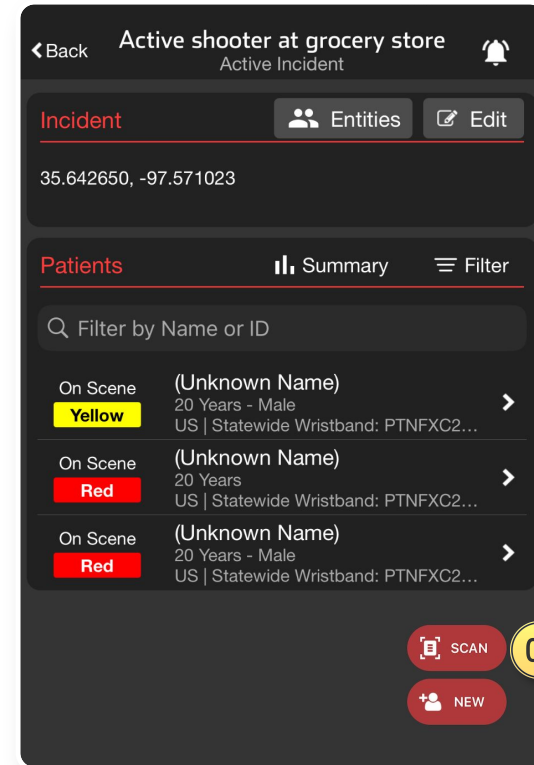 Back
Active shooter at grocery store
Active Incident
Incident
Entities
Edit
35.642650, -97.571023
Patients
Summary
Filter
Filter by Name or ID
On Scene
Yellow
(Unknown Name)
20 Years - Male
US | Statewide Wristband: PTNFXC2...
On Scene
Red
(Unknown Name)
20 Years
US | Statewide Wristband: PTNFXC2...
On Scene
Red
(Unknown Name)
20 Years - Male
US | Statewide Wristband: PTNFXC2...
SCAN
NEW